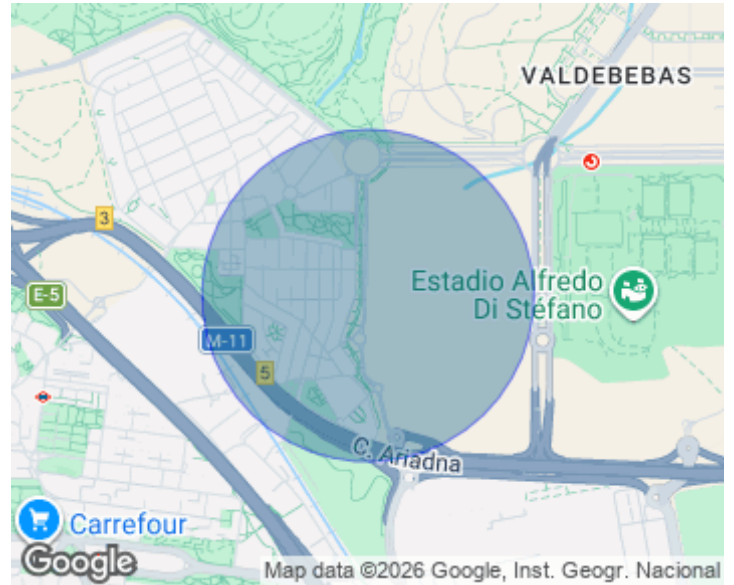 VALDEBEBAS
3
Estadio Alfredo
Di Stéfano
E-5
M-11
5
C. Ariadna
Carrefour
Google
Map data ©2026 Google, Inst. Geogr. Nacional